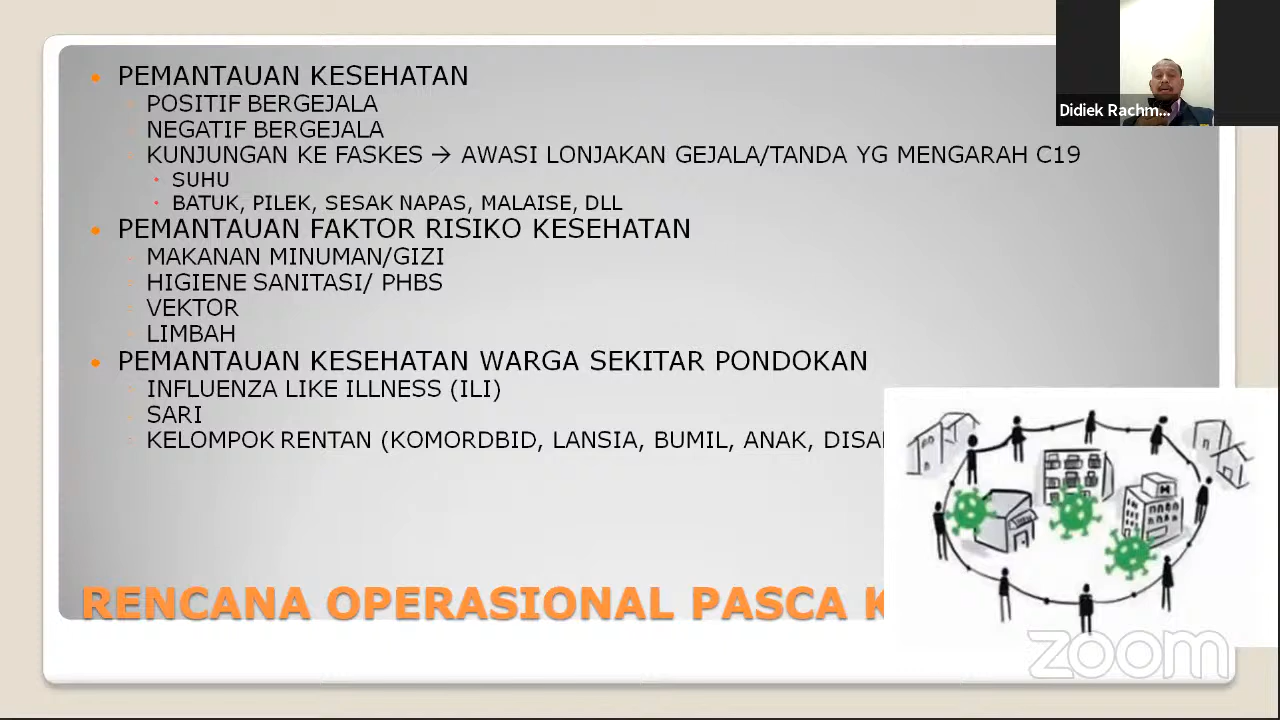 PEMANTAUAN KESEHATAN
POSITIF BERGEJALA
NEGATIF BERGEJALA
KUNJUNGAN KE FASKES → AWASI LONJAKAN GEJALA/TANDA YG MENGARAH C19
SUHU
BATUK, PILEK, SESAK NAPAS, MALAISE, DLL
PEMANTAUAN FAKTOR RISIKO KESEHATAN
MAKANAN MINUMAN/GIZI
HIGIENE SANITASI/ PHBS
VEKTOR
LIMBAH
PEMANTAUAN KESEHATAN WARGA SEKITAR PONDOKAN
INFLUENZA LIKE ILLNESS (ILI)
SARI
KELOMPOK RENTAN (KOMORDBID, LANSIA, BUMIL, ANAK,
RENCANA OPERASIONAL PASCA
Didiek Rachm...
H
zoom